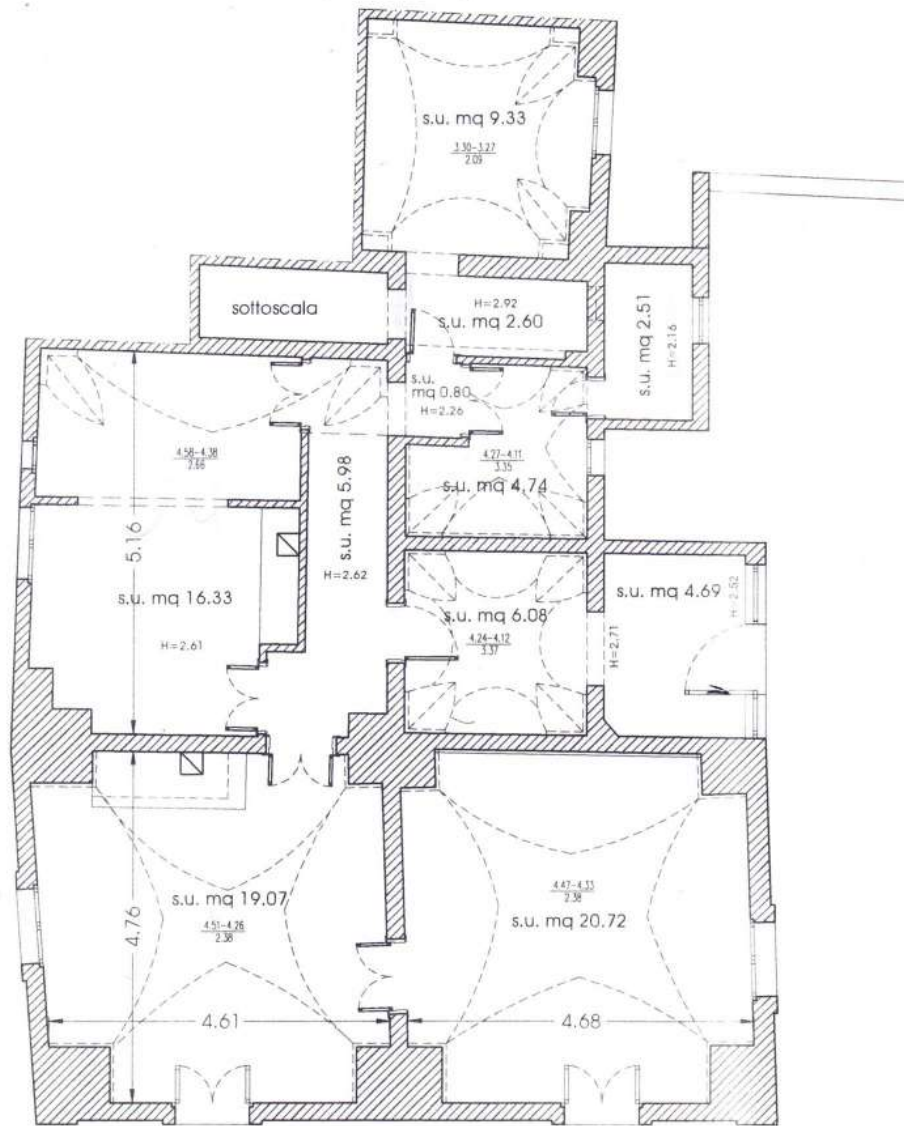 s.u. mq 9.33
3.30-3.27
2.09
sottoscala
H=2.92
s.u. mq 2.60
s.u. mq 2.51
H=2.16
s.u.
mq 0.80
H=2.26
4.58-4.38
2.66
4.27-4.11
3.35
s.u. mq 4.74
5.16
s.u. mq 5.98
H=2.62
s.u. mq 16.33
H=2.61
s.u. mq 6.08
4.24-4.12
3.37
H=2.71
s.u. mq 4.69
H=2.52
s.u. mq 19.07
4.51-4.26
2.38
4.76
4.61
4.47-4.33
2.38
s.u. mq 20.72
4.68